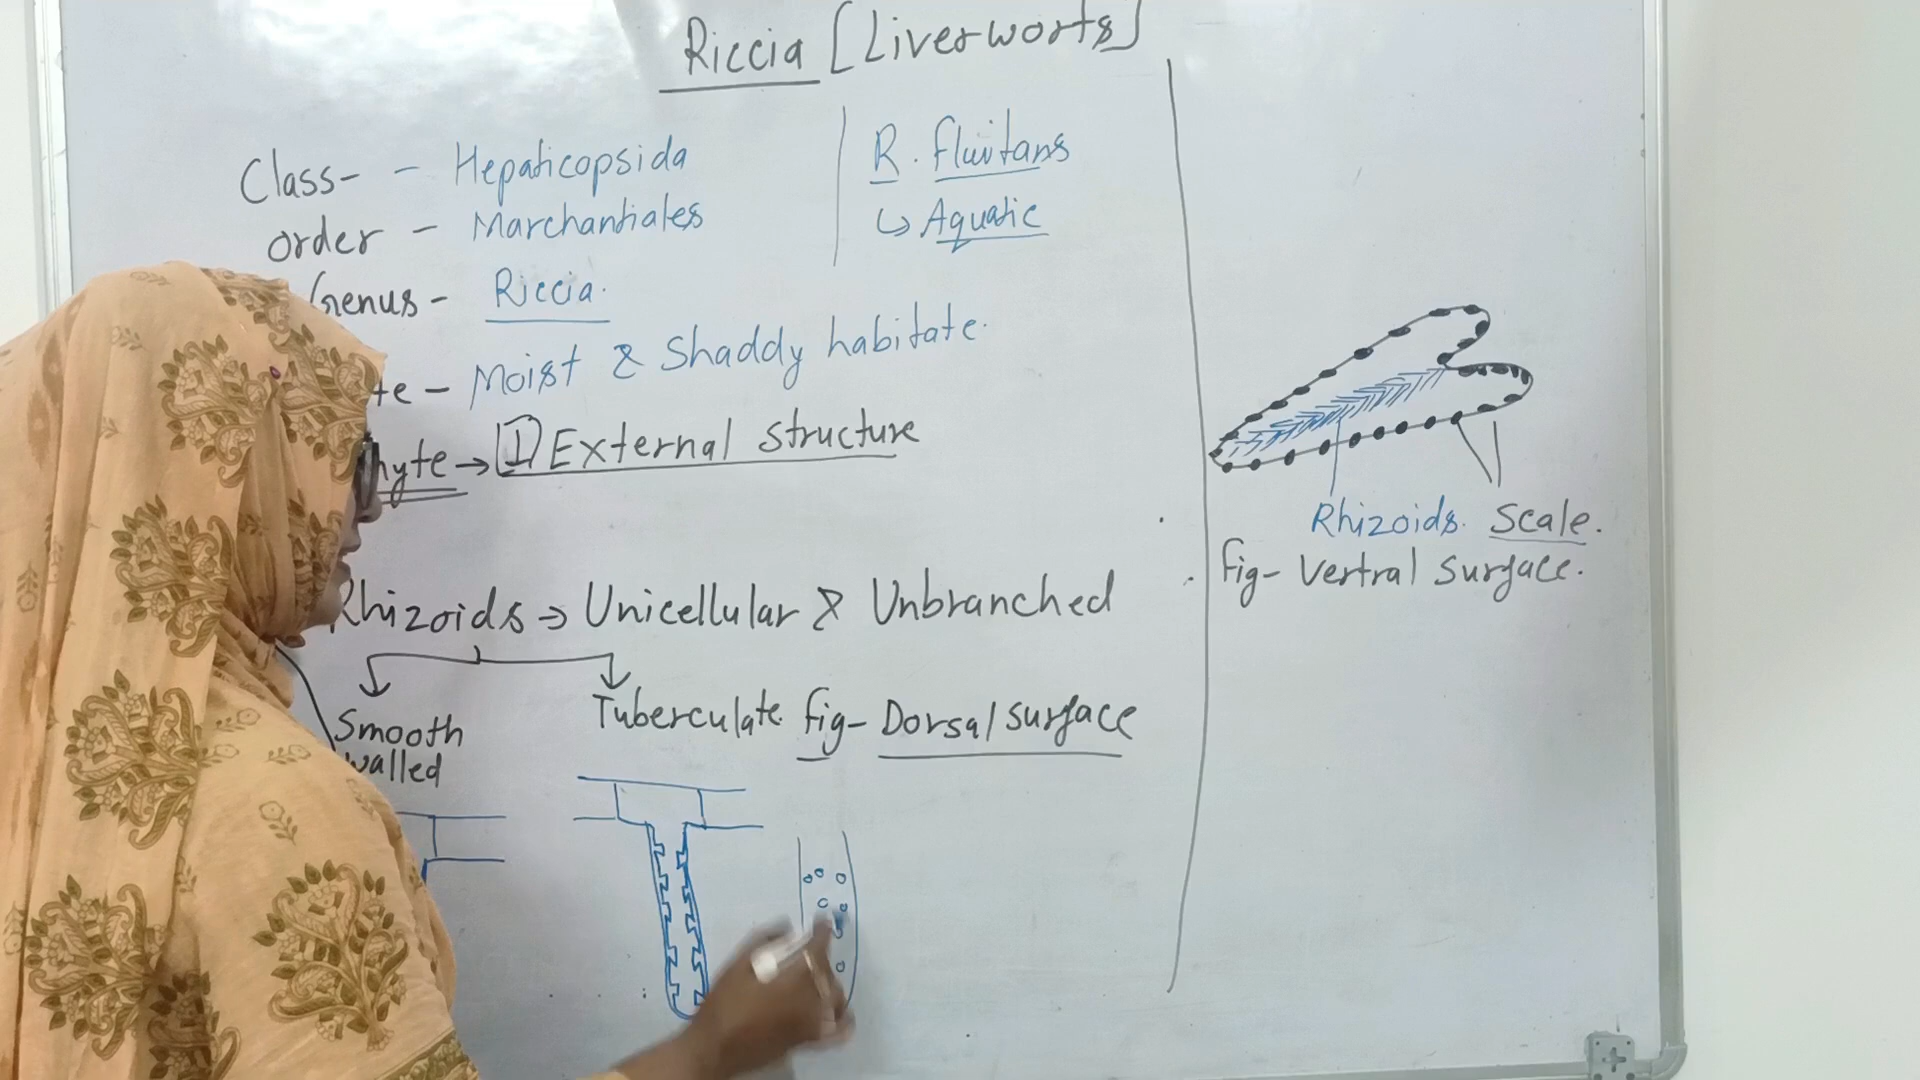 Riccia [Liverworts]
Class- - Hepaticopsida
order - Marchantiales
Genus - Riccia.
te - Moist & Shaddy habitate.
hyte → I External structure
R. fluitans
↳ Aquatic
Rhizoids → Unicellular & Unbranched
Smooth walled
Tuberculate.
fig- Dorsal surface
Rhizoids. Scale.
fig- Vertral surface.